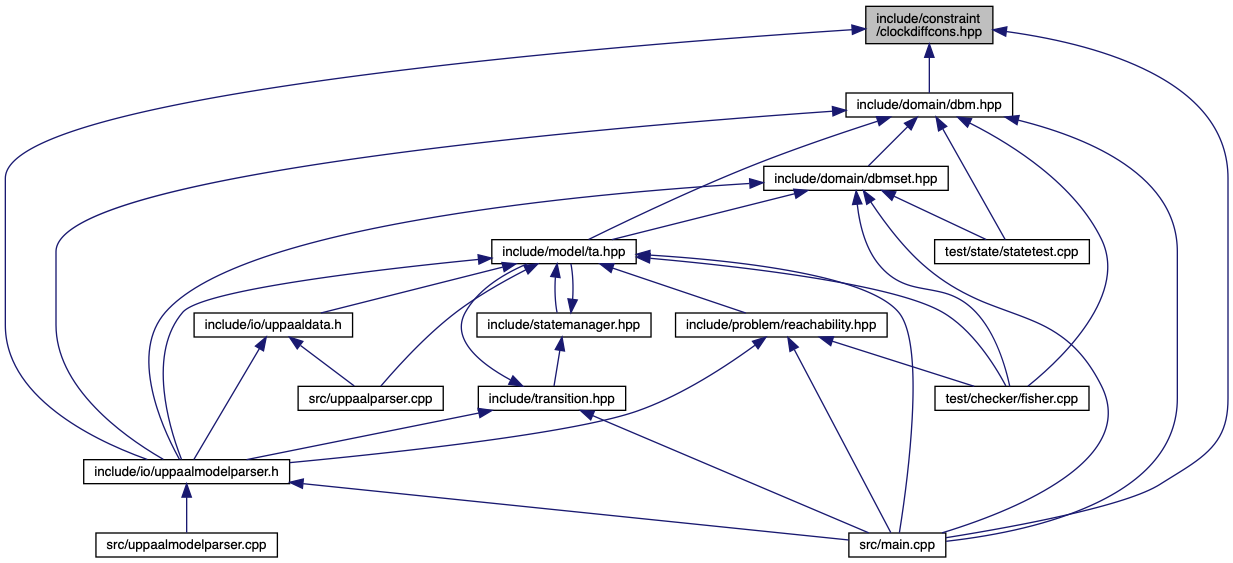 include/constraint
/clockdiffcons.hpp
include/domain/dbm.hpp
include/domain/dbmset.hpp
include/model/ta.hpp
test/state/statetest.cpp
include/io/uppaaldata.h
include/statemanager.hpp
include/problem/reachability.hpp
src/uppaalparser.cpp
include/transition.hpp
test/checker/fisher.cpp
include/io/uppaalmodelparser.h
src/uppaalmodelparser.cpp
src/main.cpp